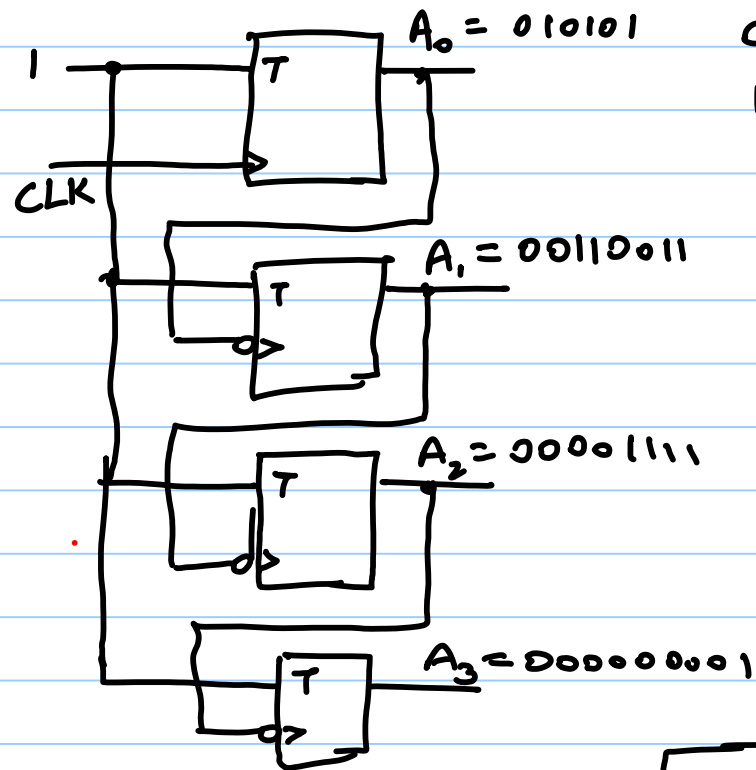 A₀ = 010101
1
T
CLK
A₁ = 00110011
T
A₂ = 00001111
T
A₃ = 000000001
T